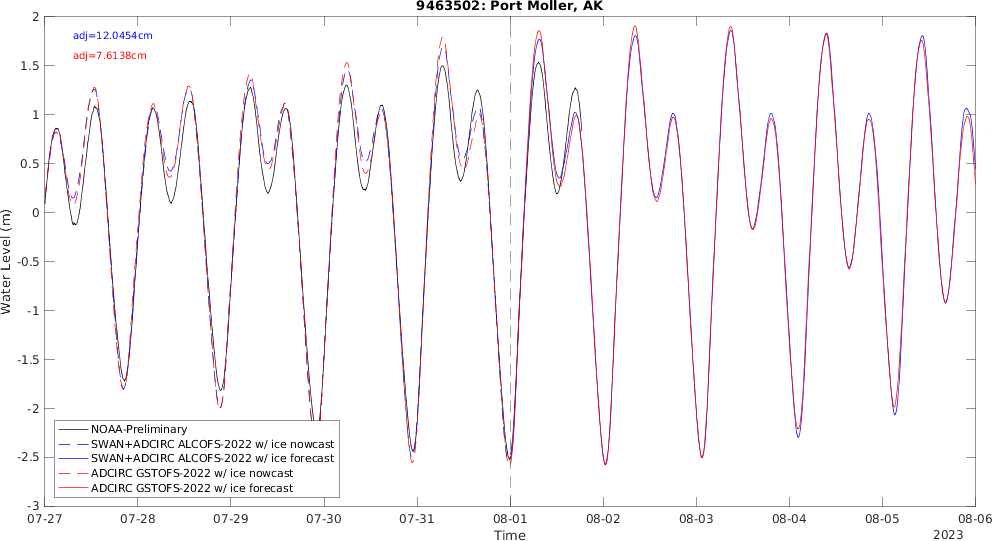 9463502: Port Moller, AK
adj=12.0454cm
adj=7.6138cm
2
1.5
1
0.5
0
-0.5
-1
-1.5
-2
-2.5
-3
Water Level (m)
NOAA-Preliminary
SWAN+ADCIRC ALCOFS-2022 w/ ice nowcast
SWAN+ADCIRC ALCOFS-2022 w/ ice forecast
ADCIRC GSTOFS-2022 w/ ice nowcast
ADCIRC GSTOFS-2022 w/ ice forecast
07-27 07-28 07-29 07-30 07-31 08-01 08-02 08-03 08-04 08-05 08-06
Time
2023